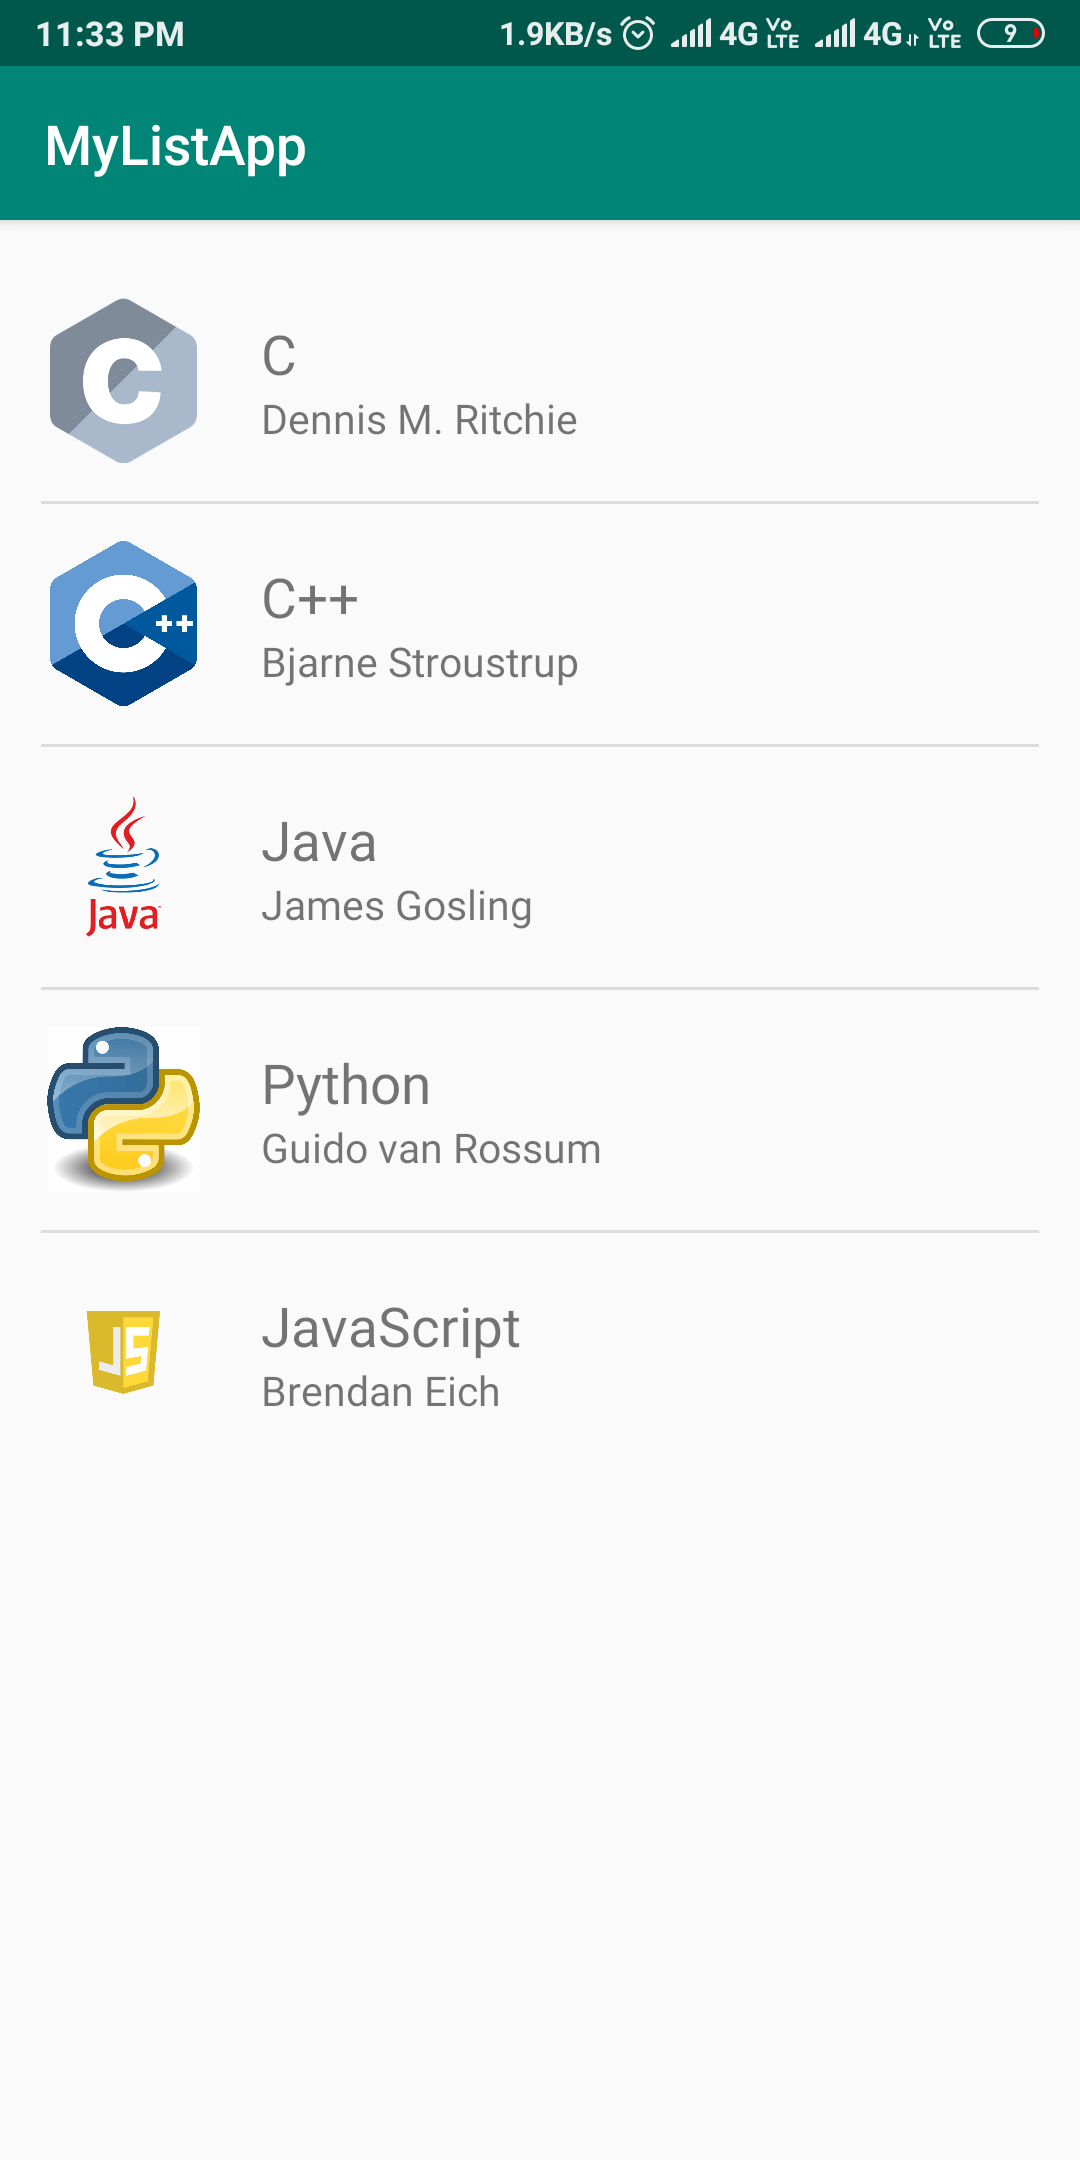 11:33 PM 1.9KB/s 4G Vo LTE 4G Vo LTE 9
MyListApp
C
C
Dennis M. Ritchie
C++
C++
Bjarne Stroustrup
Java
Java
James Gosling
Python
Guido van Rossum
JS
JavaScript
Brendan Eich